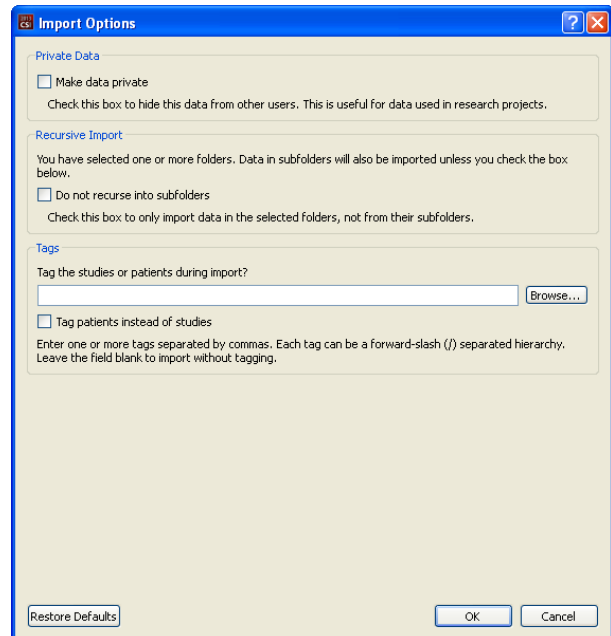 2015
CSi
Import Options
Private Data
Make data private
Check this box to hide this data from other users. This is useful for data used in research projects.
Recursive Import
You have selected one or more folders. Data in subfolders will also be imported unless you check the box
below.
Do not recurse into subfolders
Check this box to only import data in the selected folders, not from their subfolders.
Tags
Tag the studies or patients during import?
Browse...
Tag patients instead of studies
Enter one or more tags separated by commas. Each tag can be a forward-slash (/) separated hierarchy.
Leave the field blank to import without tagging.
Restore Defaults
OK
Cancel